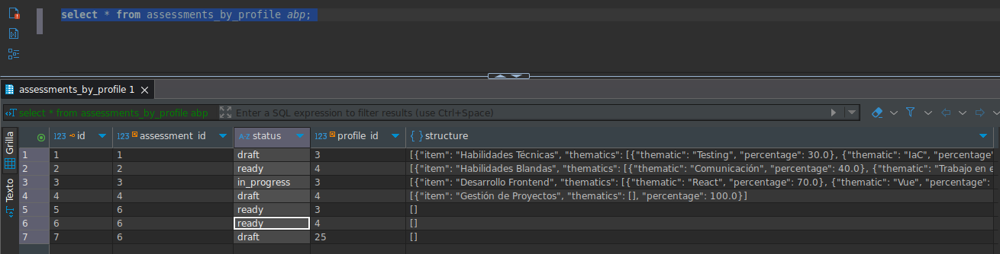 select * from assessments_by_profile abp;
assessments_by_profile 1
select * from assessments_by_profile abp Enter a SQL expression to filter results (use Ctrl+Space)
Grilla
Texto
123 id 123 assessment_id A-Z status 123 profile_id {} structure
1 1 1 draft 3 [{"item": "Habilidades Técnicas", "thematics": [{"thematic": "Testing", "percentage": 30.0}, {"thematic": "IaC", "percentage"
2 2 2 ready 4 [{"item": "Habilidades Blandas", "thematics": [{"thematic": "Comunicación", "percentage": 40.0}, {"thematic": "Trabajo en e
3 3 3 in_progress 3 [{"item": "Desarrollo Frontend", "thematics": [{"thematic": "React", "percentage": 70.0}, {"thematic": "Vue", "percentage":
4 4 4 draft 4 [{"item": "Gestión de Proyectos", "thematics": [], "percentage": 100.0}]
5 5 6 ready 3 []
6 6 6 ready 4 []
7 7 6 draft 25 []